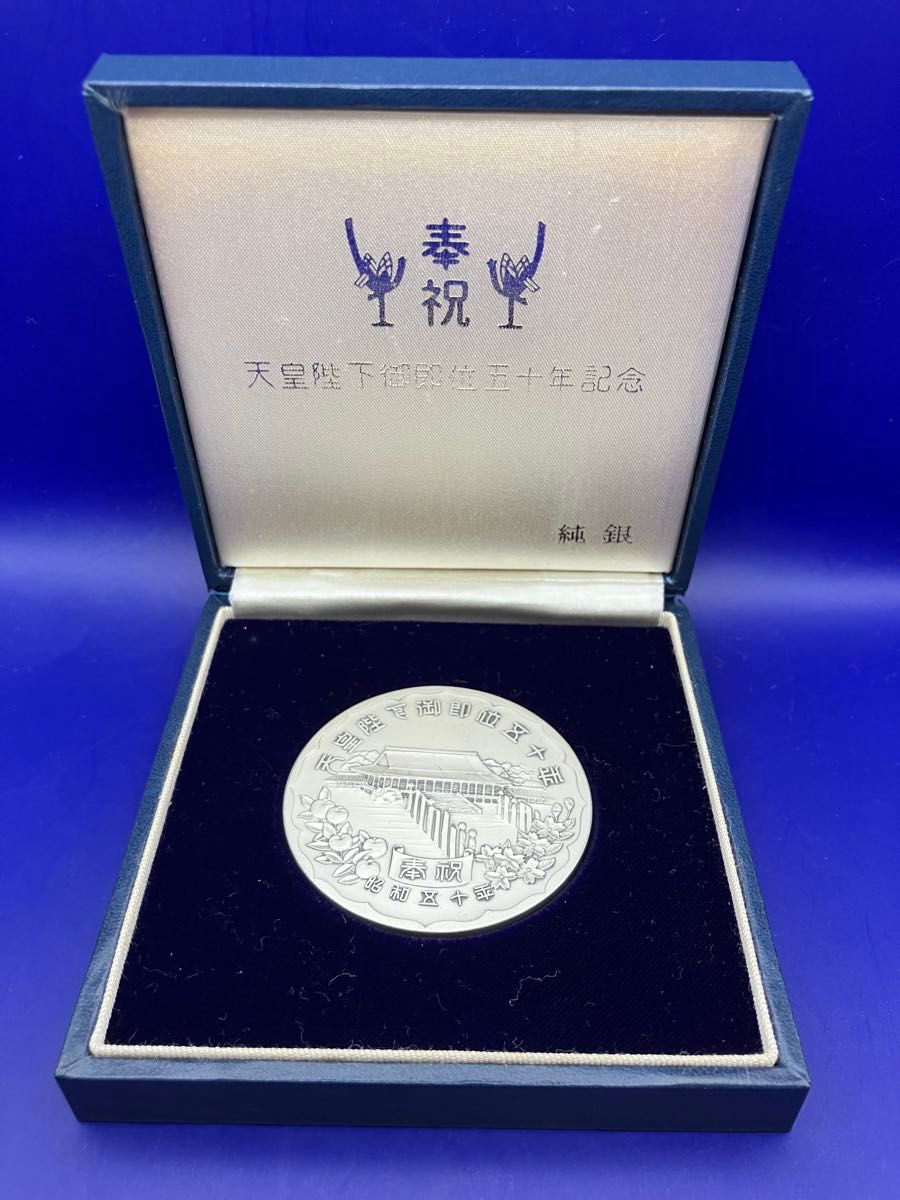 奉祝
天皇陛下御即位五十年記念
純銀
天皇陛下御即位五十年
奉祝
昭和五十年